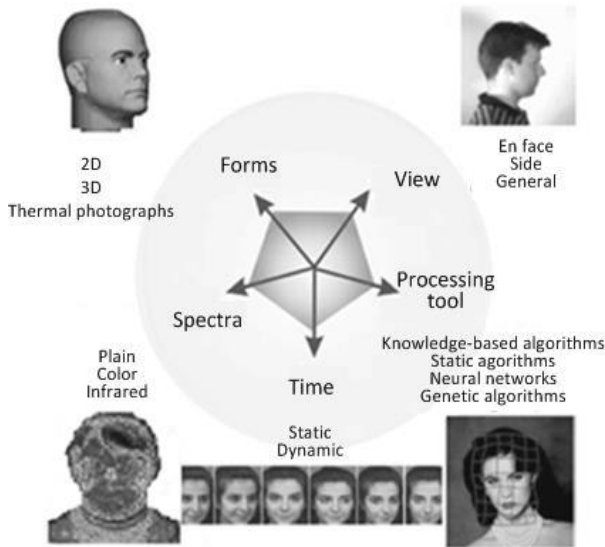 2D
3D
Thermal photographs
En face
Side
General
Forms
View
Processing
tool
Spectra
Time
Plain
Color
Infrared
Static
Dynamic
Knowledge-based algorithms
Static agorithms
Neural networks
Genetic algorithms